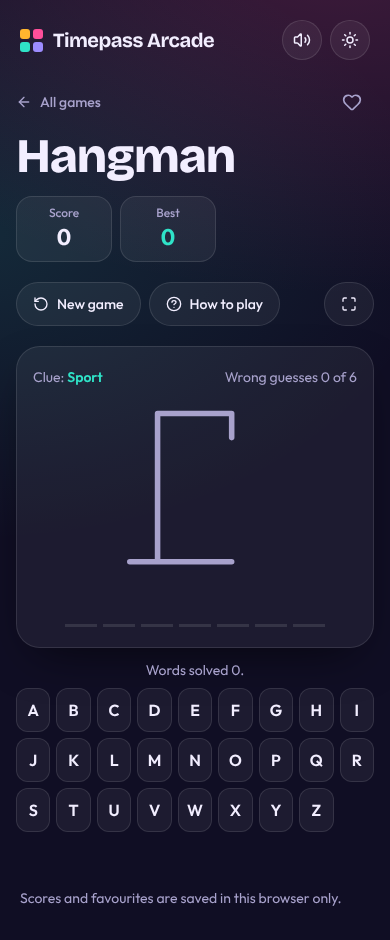 Timepass Arcade
All games
Hangman
Score
0
Best
0
New game
How to play
Clue: Sport
Wrong guesses 0 of 6
Words solved 0.
A B C D E F G H I
J K L M N O P Q R
S T U V W X Y Z
Scores and favourites are saved in this browser only.